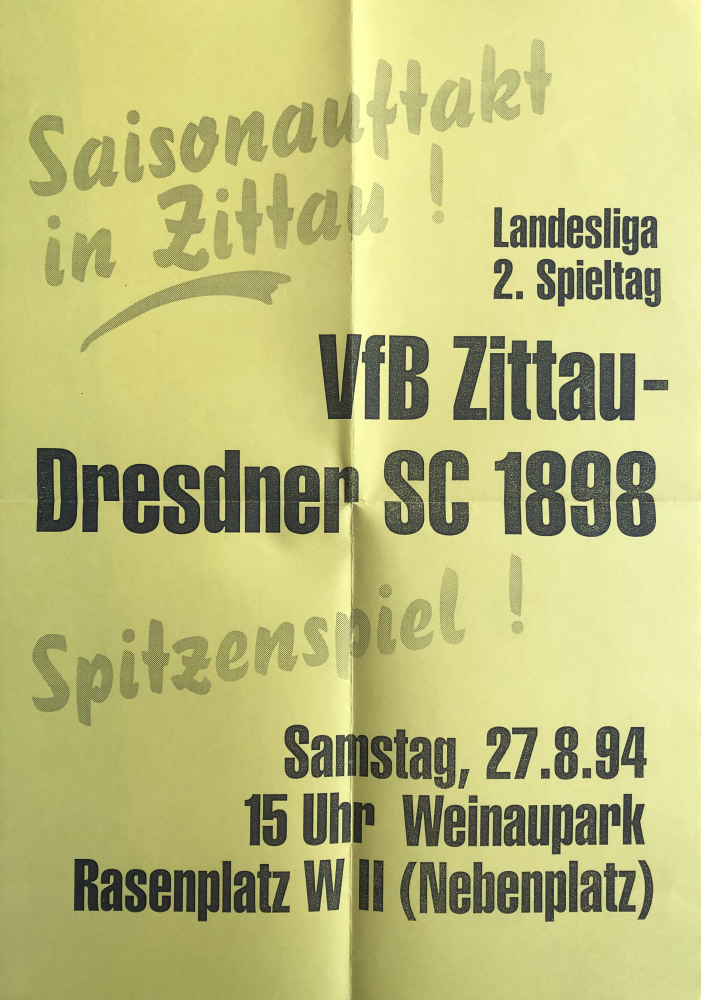 Saisonauftakt
in Zittau !
Landesliga
2. Spieltag
VfB Zittau-
Dresdner SC 1898
Spitzenspiel !
Samstag, 27.8.94
15 Uhr Weinaupark
Rasenplatz W II (Nebenplatz)